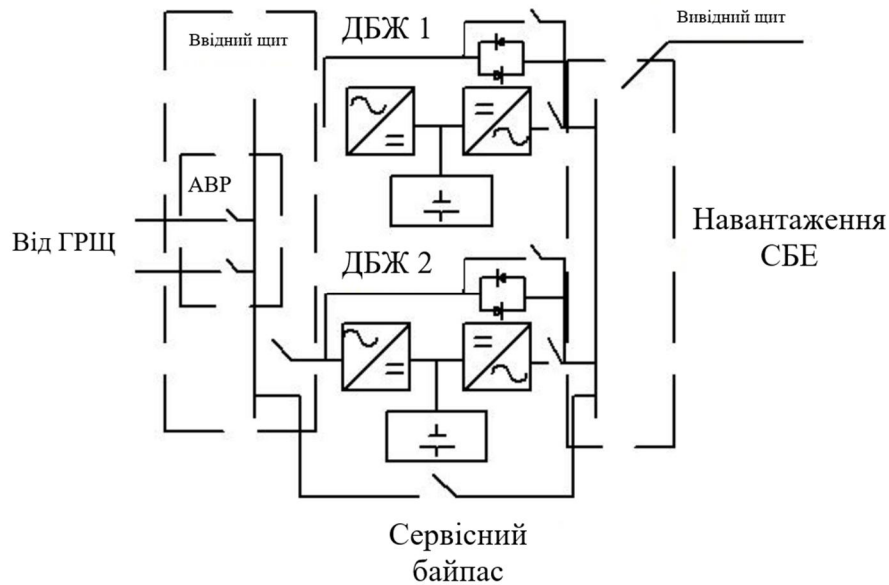 Ввідний щит
ДБЖ 1
Вивідний щит
АВР
Від ГРЩ
Навантаження
СБЕ
ДБЖ 2
Сервісний
байпас